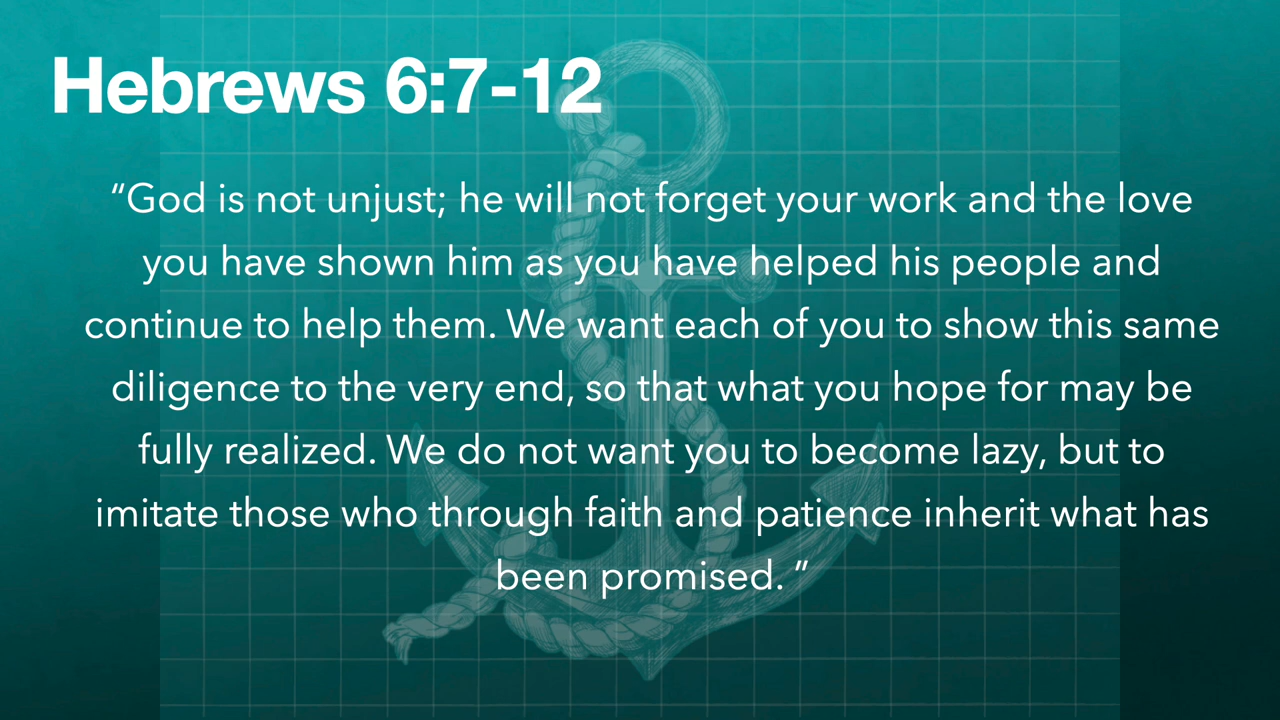 Hebrews 6:7-12
“God is not unjust; he will not forget your work and the love
you have shown him as you have helped his people and
continue to help them. We want each of you to show this same
diligence to the very end, so that what you hope for may be
fully realized. We do not want you to become lazy, but to
imitate those who through faith and patience inherit what has
been promised. ”